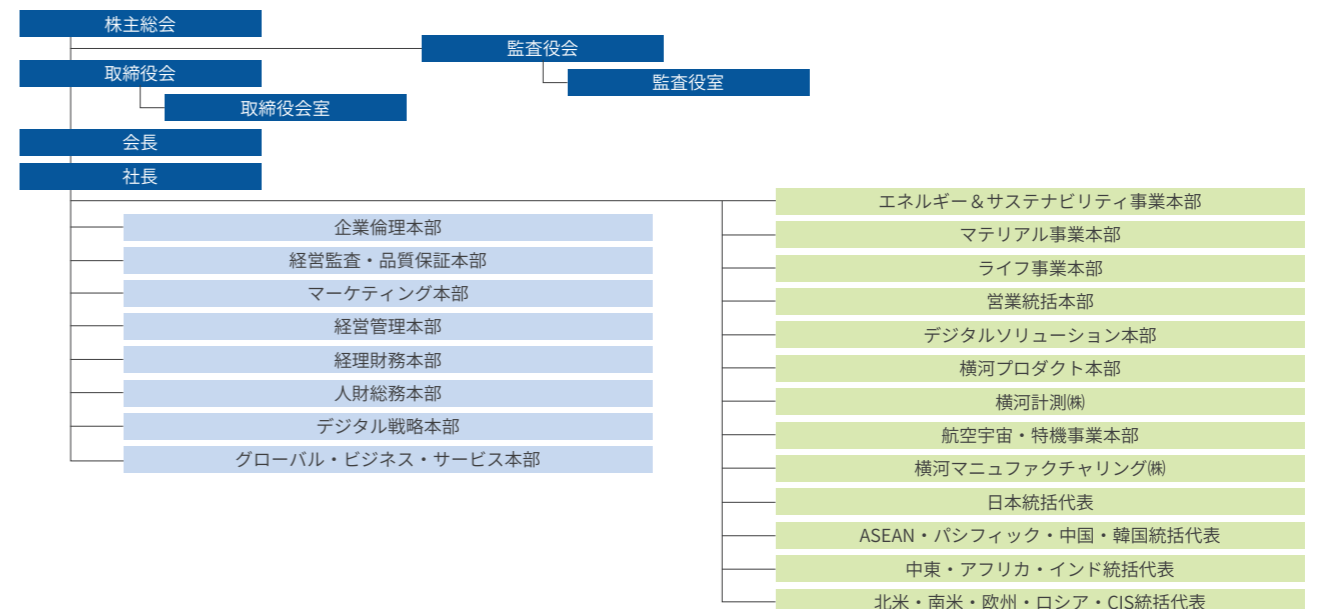 株主総会
監査役会
取締役会
監査役室
取締役会室
会長
社長
企業倫理本部
経営監査・品質保証本部
マーケティング本部
経営管理本部
経理財務本部
人財総務本部
デジタル戦略本部
グローバル・ビジネス・サービス本部
エネルギー＆サステナビリティ事業本部
マテリアル事業本部
ライフ事業本部
営業統括本部
デジタルソリューション本部
横河プロダクト本部
横河計測㈱
航空宇宙・特機事業本部
横河マニュファクチャリング㈱
日本統括代表
ASEAN・パシフィック・中国・韓国統括代表
中東・アフリカ・インド統括代表
北米・南米・欧州・ロシア・CIS統括代表